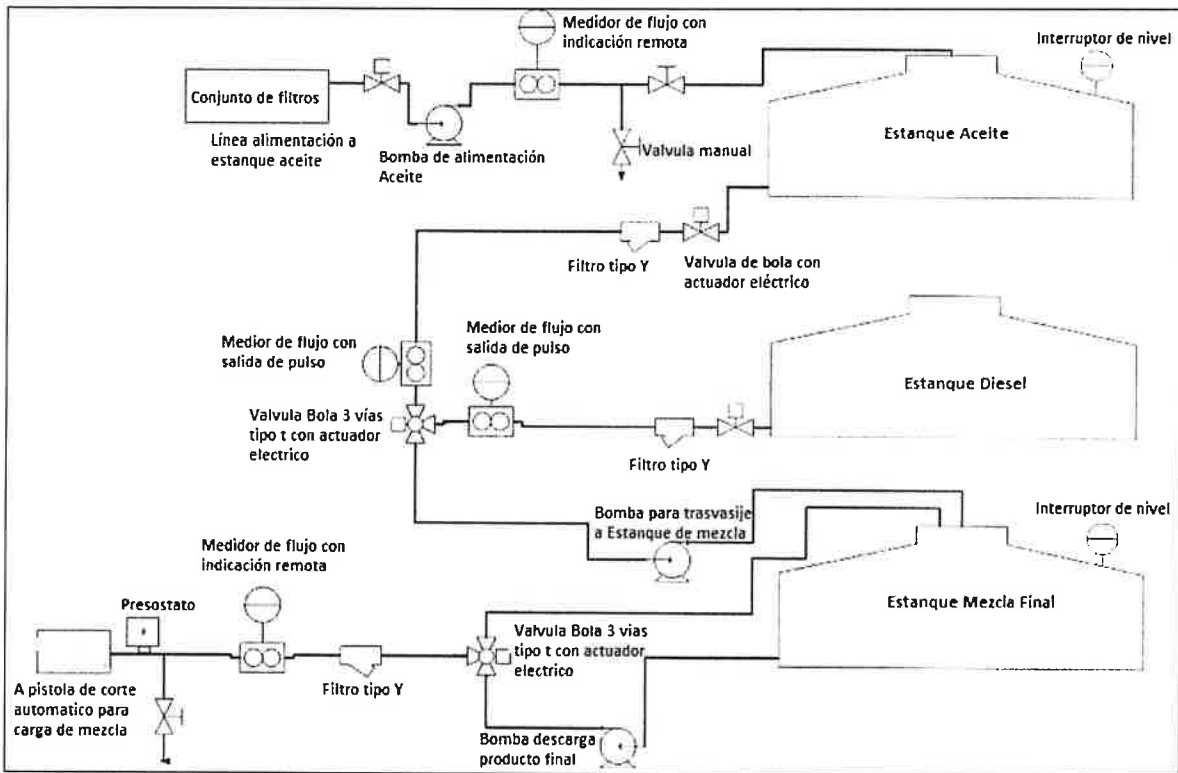 Medidor de flujo con
indicación remota
Interruptor de nivel
Conjunto de filtros
Estanque Aceite
Línea alimentación a
estanque aceite
Bomba de alimentación
Aceite
Valvula manual
Filtro tipo Y
Valvula de bola con
actuador eléctrico
Medior de flujo con
salida de pulso
Medior de flujo con
salida de pulso
Estanque Diesel
Valvula Bola 3 vías
tipo t con actuador
electrico
Filtro tipo Y
Bomba para trasvasije
a Estanque de mezcla
Interruptor de nivel
Medidor de flujo con
indicación remota
Estanque Mezcla Final
Presostato
Valvula Bola 3 vias
tipo t con actuador
electrico
Filtro tipo Y
A pistola de corte
automatico para
carga de mezcla
Bomba descarga
producto final